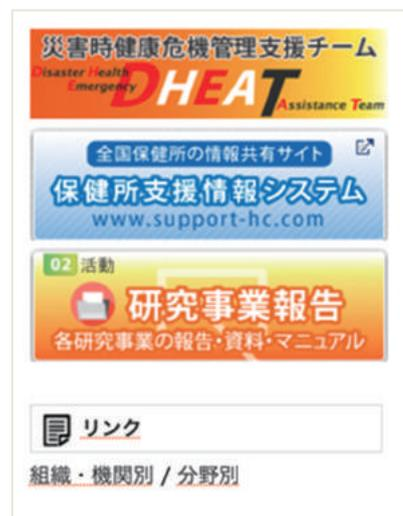 災害時健康危機管理支援チーム
Disaster Health
Emergency
DHEAT
Assistance Team
全国保健所の情報共有サイト
保健所支援情報システム
www.support-hc.com
02 活動
研究事業報告
各研究事業の報告・資料・マニュアル
リンク
組織・機関別 / 分野別